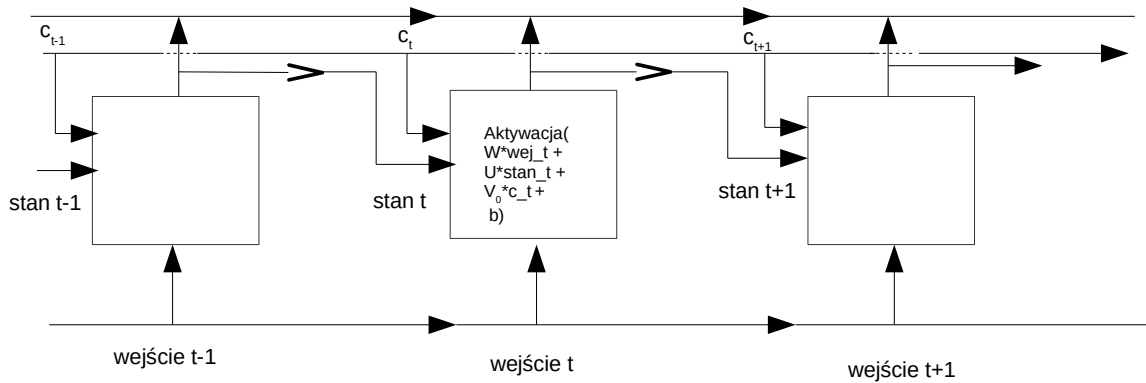 c_{t-1}
c_t
c_{t+1}
Aktywacja(
W*wej_t +
U*stan_t +
V_0*c_t +
b)
stan t-1
stan t
stan t+1
wejście t-1
wejście t
wejście t+1